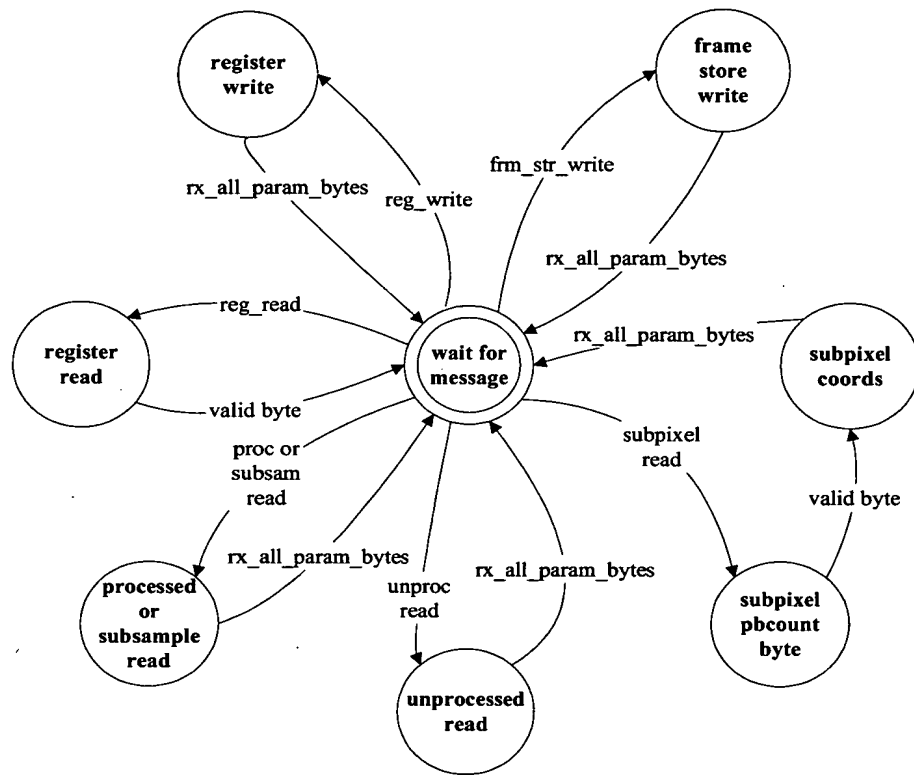 register
write
frame
store
write
rx_all_param_bytes
reg_write
frm_str_write
rx_all_param_bytes
reg_read
rx_all_param_bytes
register
read
wait for
message
subpixel
coords
valid byte
subpixel
read
proc or
subsam
read
valid byte
rx_all_param_bytes
unproc
read
rx_all_param_bytes
processed
or
subsample
read
subpixel
pbcount
byte
unprocessed
read